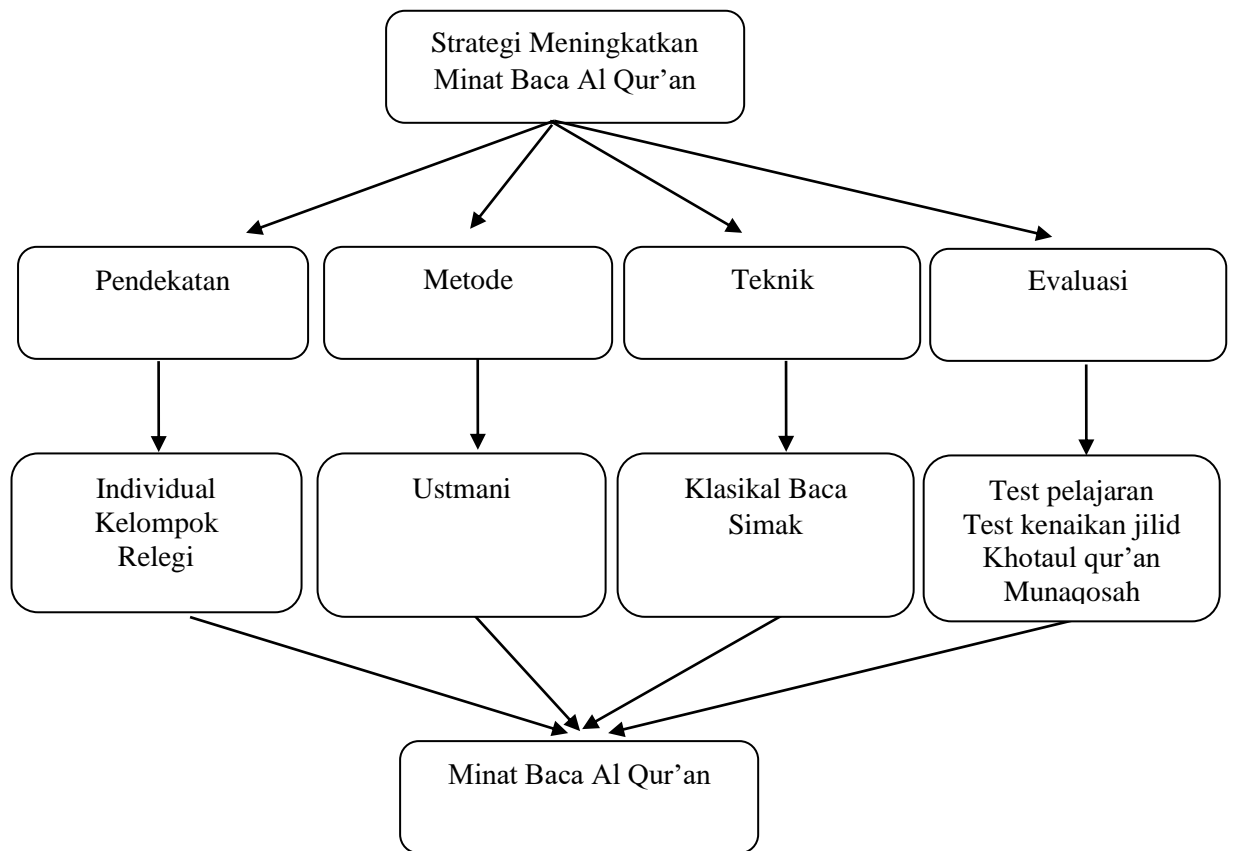 Strategi Meningkatkan
Minat Baca Al Qur’an
Pendekatan
Metode
Teknik
Evaluasi
Individual
Kelompok
Relegi
Ustmani
Klasikal Baca
Simak
Test pelajaran
Test kenaikan jilid
Khotaul qur’an
Munaqosah
Minat Baca Al Qur’an